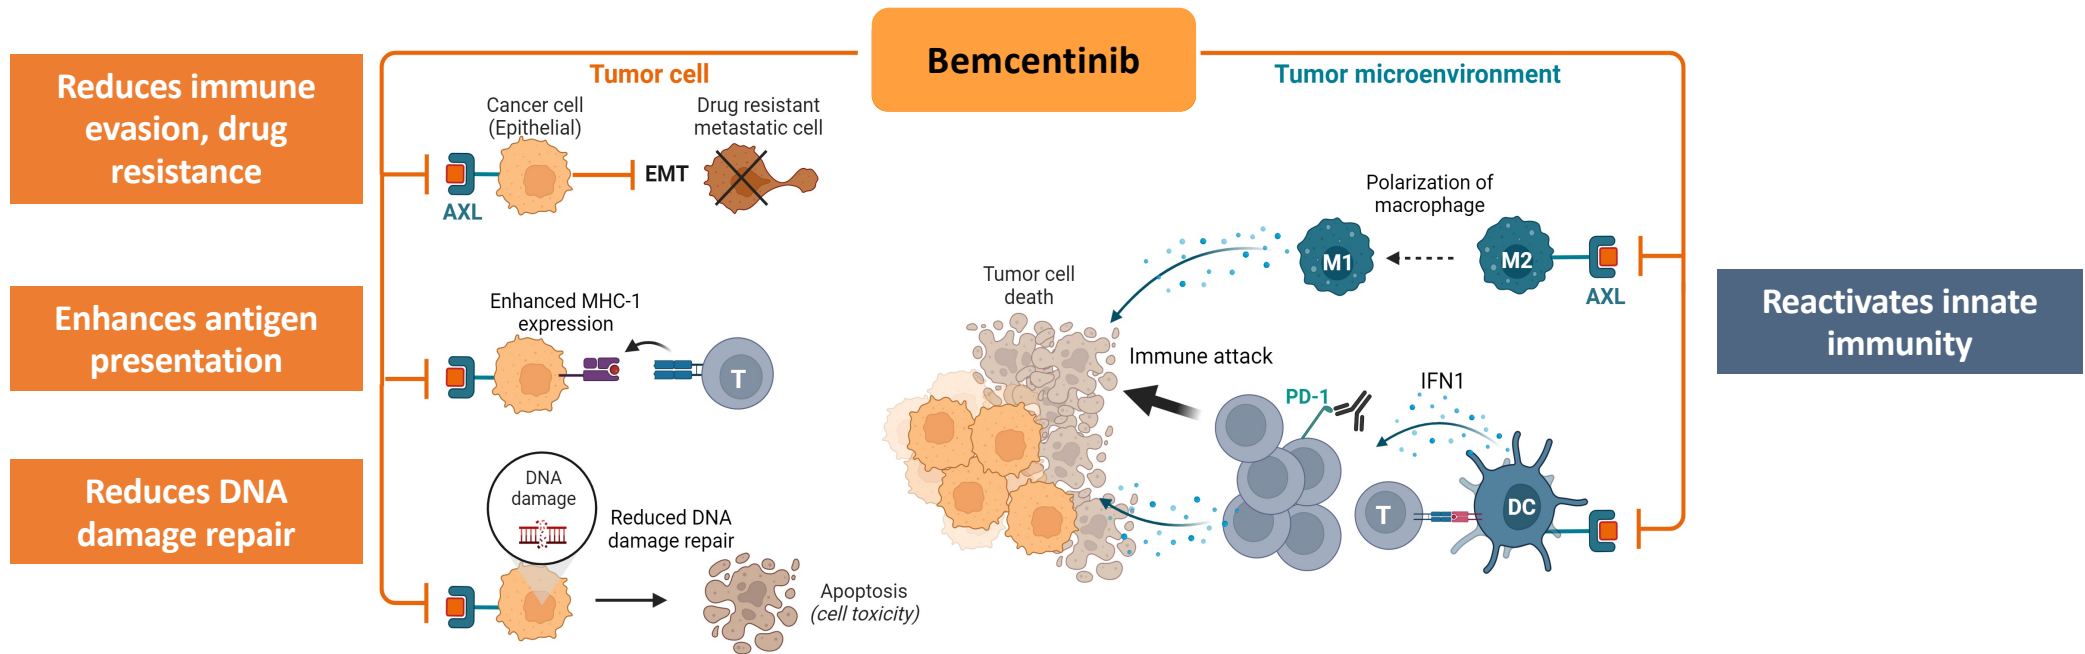 Bemcentinib
Reduces immune
evasion, drug
resistance
Enhances antigen
presentation
Reduces DNA
damage repair
Tumor cell
Cancer cell
(Epithelial)
Drug resistant
metastatic cell
AXL
EMT
Enhanced MHC-1
expression
T
DNA
damage
Reduced DNA
damage repair
Apoptosis
(cell toxicity)
Tumor microenvironment
Polarization of
macrophage
M1
M2
AXL
Tumor cell
death
Immune attack
PD-1
IFN1
T
DC
Reactivates innate
immunity